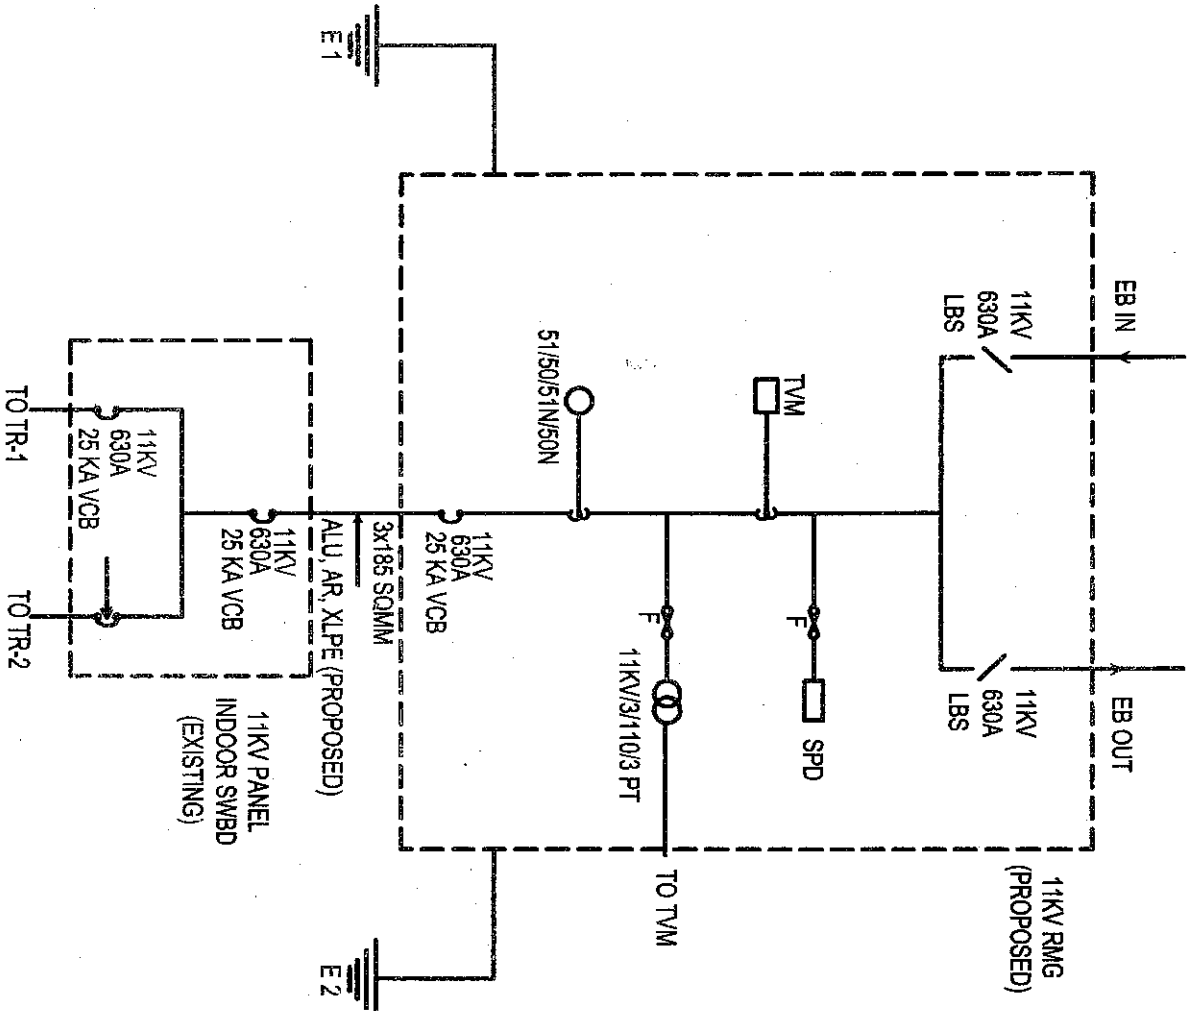 EB IN
EB OUT
11KV
630A
LBS
11KV
630A
LBS
11KV RMG
(PROPOSED)
TVM
F
SPD
F
11KV/3/110/3 PT
TO TVM
51/50/51N/50N
11KV
630A
25 KA VCB
E 1
E 2
3x185 SQMM
ALU, AR, XLPE (PROPOSED)
11KV
630A
25 KA VCB
11KV PANEL
INDOOR SWBD
(EXISTING)
11KV
630A
25 KA VCB
TO TR-1
TO TR-2